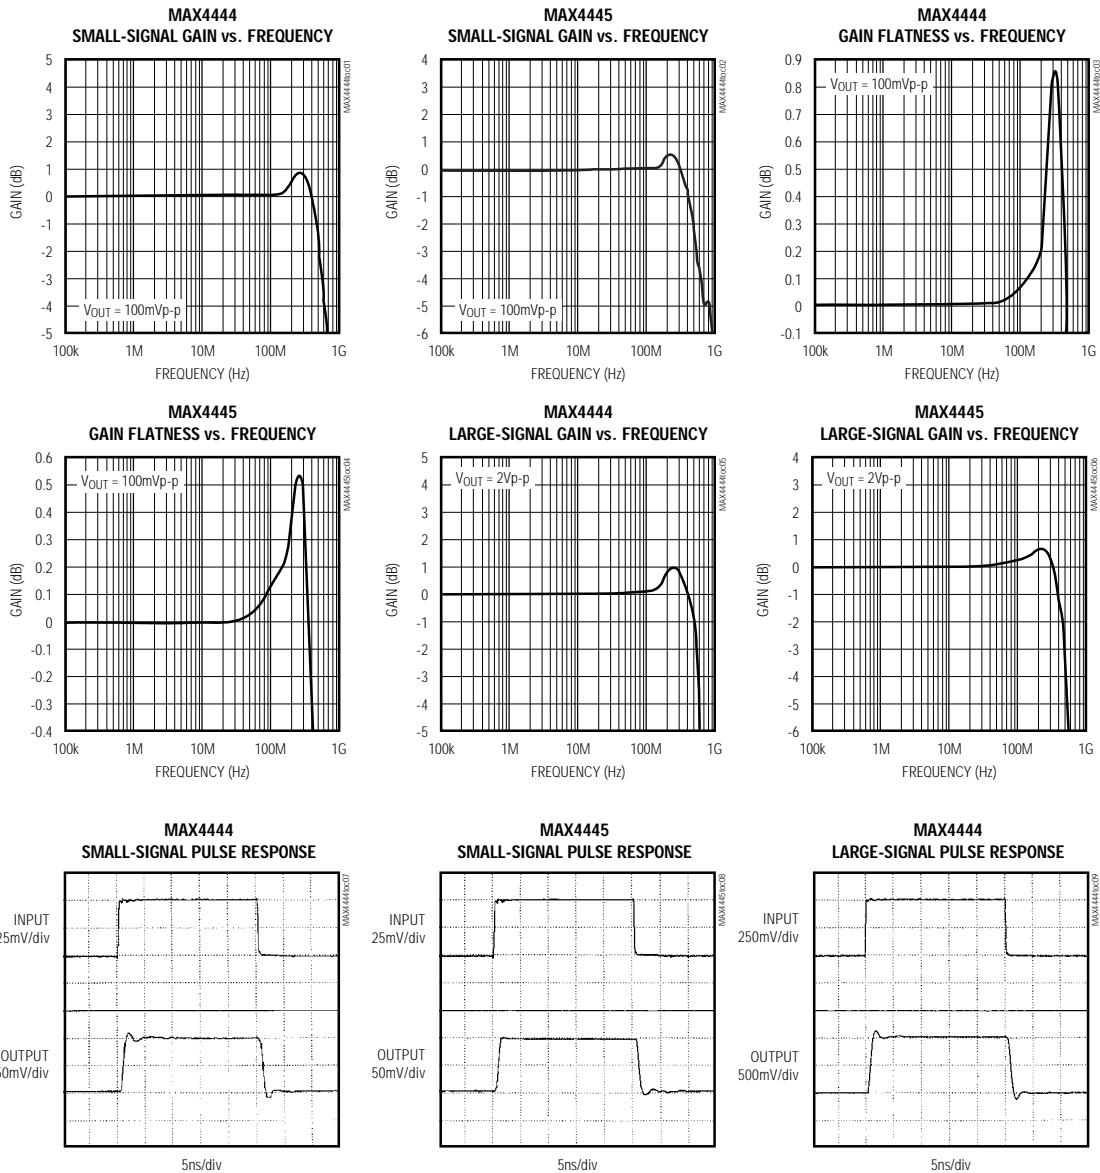 MAX4444
SMALL-SIGNAL GAIN vs. FREQUENCY
5
4
3
2
1
0
-1
-2
-3
-4
-5
GAIN (dB)
VOUT = 100mVp-p
100k 1M 10M 100M 1G
FREQUENCY (Hz)
MAX4444toc01
MAX4445
SMALL-SIGNAL GAIN vs. FREQUENCY
4
3
2
1
0
-1
-2
-3
-4
-5
-6
GAIN (dB)
VOUT = 100mVp-p
100k 1M 10M 100M 1G
FREQUENCY (Hz)
MAX4444toc02
MAX4444
GAIN FLATNESS vs. FREQUENCY
0.9
0.8
0.7
0.6
0.5
0.4
0.3
0.2
0.1
0
-0.1
GAIN (dB)
VOUT = 100mVp-p
100k 1M 10M 100M 1G
FREQUENCY (Hz)
MAX4444toc03
MAX4445
GAIN FLATNESS vs. FREQUENCY
0.6
0.5
0.4
0.3
0.2
0.1
0
-0.1
-0.2
-0.3
-0.4
GAIN (dB)
VOUT = 100mVp-p
100k 1M 10M 100M 1G
FREQUENCY (Hz)
MAX4445toc04
MAX4444
LARGE-SIGNAL GAIN vs. FREQUENCY
5
4
3
2
1
0
-1
-2
-3
-4
-5
GAIN (dB)
VOUT = 2Vp-p
100k 1M 10M 100M 1G
FREQUENCY (Hz)
MAX4444toc05
MAX4445
LARGE-SIGNAL GAIN vs. FREQUENCY
4
3
2
1
0
-1
-2
-3
-4
-5
-6
GAIN (dB)
VOUT = 2Vp-p
100k 1M 10M 100M 1G
FREQUENCY (Hz)
MAX4445toc06
MAX4444
SMALL-SIGNAL PULSE RESPONSE
INPUT
25mV/div
OUTPUT
50mV/div
5ns/div
MAX4444toc07
MAX4445
SMALL-SIGNAL PULSE RESPONSE
INPUT
25mV/div
OUTPUT
50mV/div
5ns/div
MAX4445toc08
MAX4444
LARGE-SIGNAL PULSE RESPONSE
INPUT
250mV/div
OUTPUT
500mV/div
5ns/div
MAX4444toc09